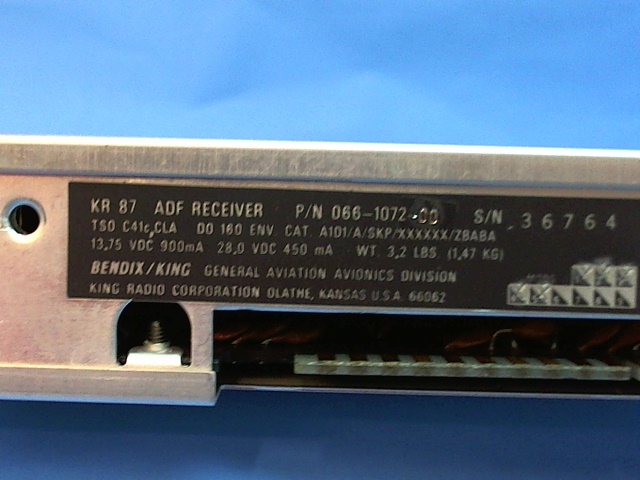 KR 87 ADF RECEIVER P/N 066-1072-00 S/N 36764
TSO C41c, CLA DO 160 ENV. CAT. A1D1/A/SKP/XXXXXX/ZBABA
13.75 VDC 900mA 28.0 VDC 450 mA WT. 3.2 LBS (1.47 KG)
BENDIX/KING GENERAL AVIATION AVIONICS DIVISION
KING RADIO CORPORATION OLATHE, KANSAS U.S.A. 66062